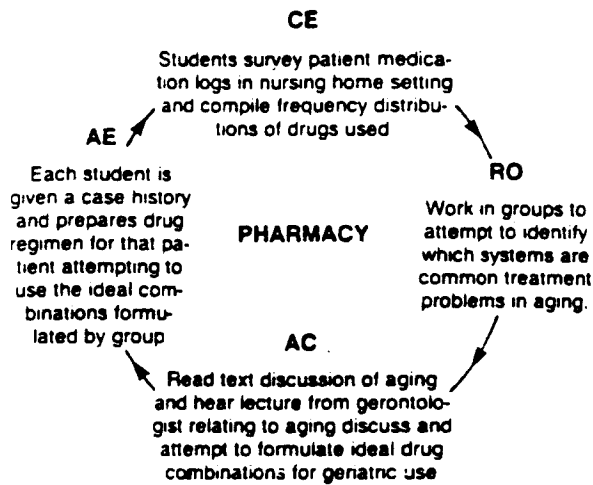 CE
Students survey patient medica-
tion logs in nursing home setting
and compile frequency distribu-
tions of drugs used
RO
Work in groups to
attempt to identify
which systems are
common treatment
problems in aging.
AC
Read text discussion of aging
and hear lecture from gerontolo-
gist relating to aging discuss and
attempt to formulate ideal drug
combinations for geriatric use
AE
Each student is
given a case history
and prepares drug
regimen for that pa-
tient attempting to
use the ideal com-
binations formu-
lated by group
PHARMACY